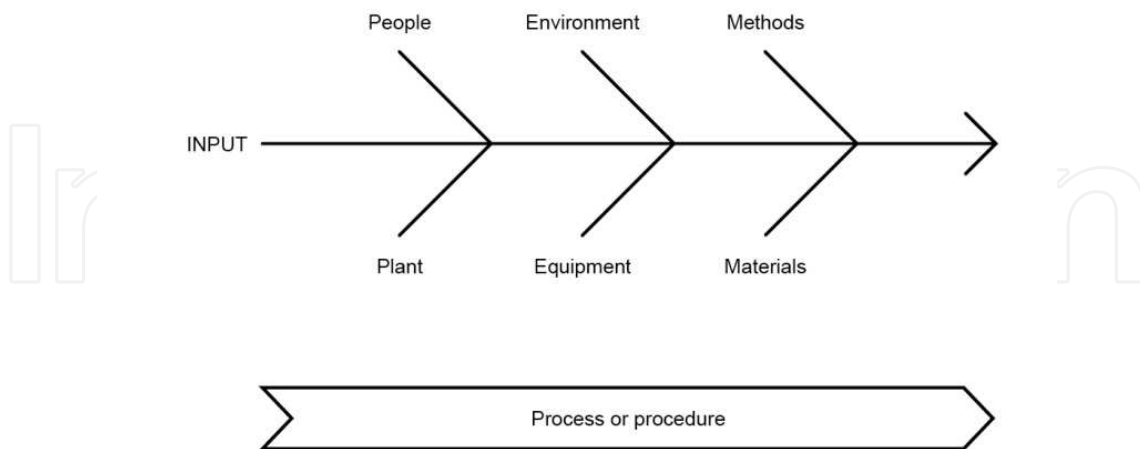 People Environment Methods
INPUT
Plant Equipment Materials
Process or procedure